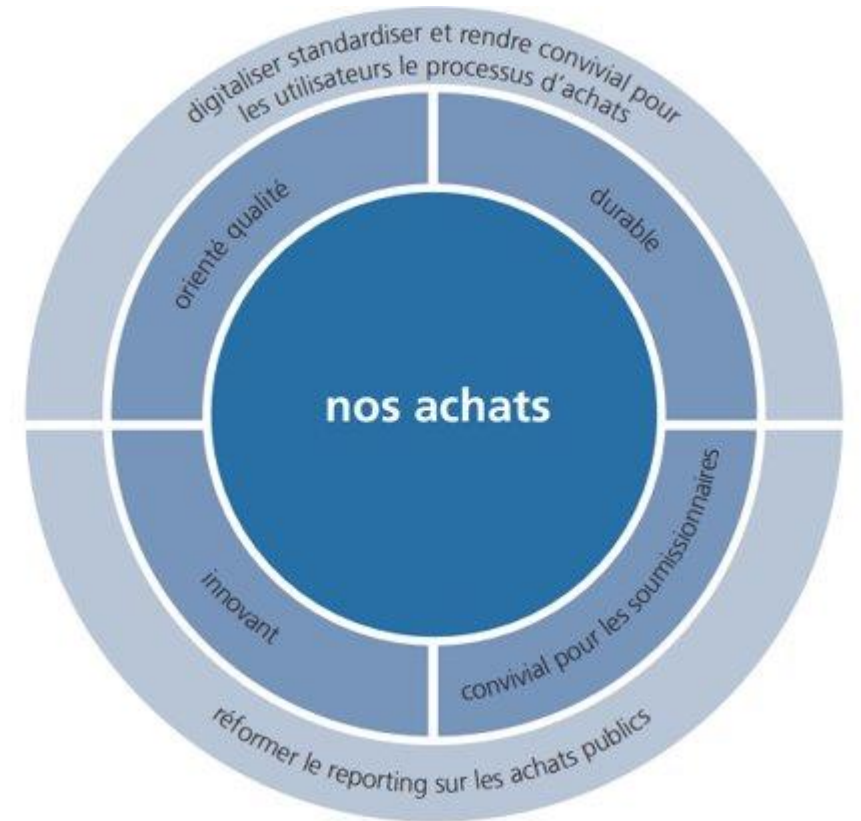 digitaliser standardiser et rendre convivial pour
les utilisateurs le processus d'achats
orienté qualité
durable
nos achats
innovant
convivial pour les soumissionnaires
réformer le reporting sur les achats publics